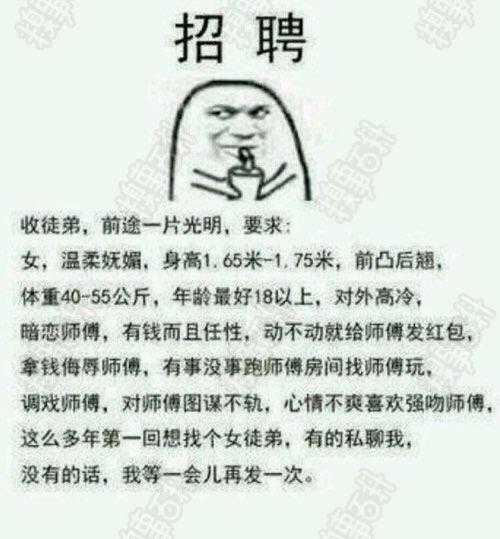 招聘
收徒弟，前途一片光明，要求:
女，温柔妩媚，身高1.65米-1.75米，前凸后翘，
体重40-55公斤，年龄最好18以上，对外高冷，
暗恋师傅，有钱而且任性，动不动就给师傅发红包，
拿钱侮辱师傅，有事没事跑师傅房间找师傅玩，
调戏师傅，对师傅图谋不轨，心情不爽喜欢强吻师傅，
这么多年第一回想找个女徒弟，有的私聊我，
没有的话，我等一会儿再发一次。